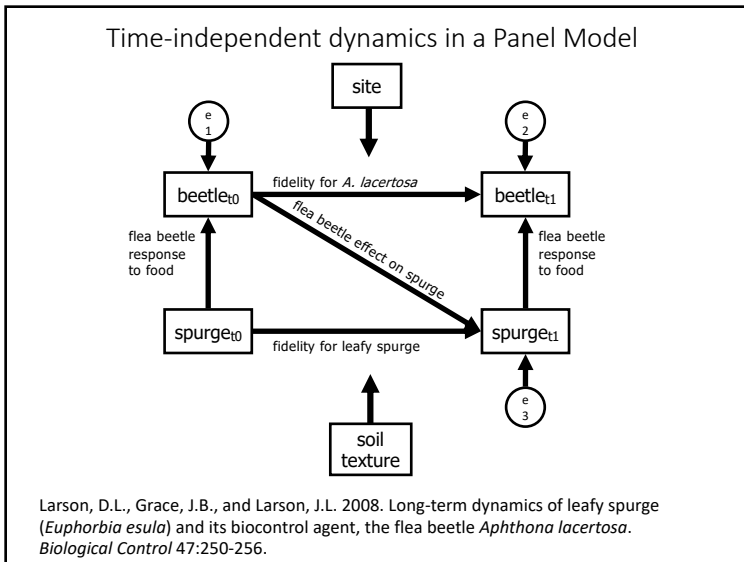 Time-independent dynamics in a Panel Model
site
e
1
e
2
beetlet0
fidelity for A. lacertosa
beetlet1
flea beetle
response
to food
flea beetle effect on spurge
flea beetle
response
to food
spurget0
fidelity for leafy spurge
spurget1
e
3
soil
texture
Larson, D.L., Grace, J.B., and Larson, J.L. 2008. Long-term dynamics of leafy spurge
(Euphorbia esula) and its biocontrol agent, the flea beetle Aphthona lacertosa.
Biological Control 47:250-256.